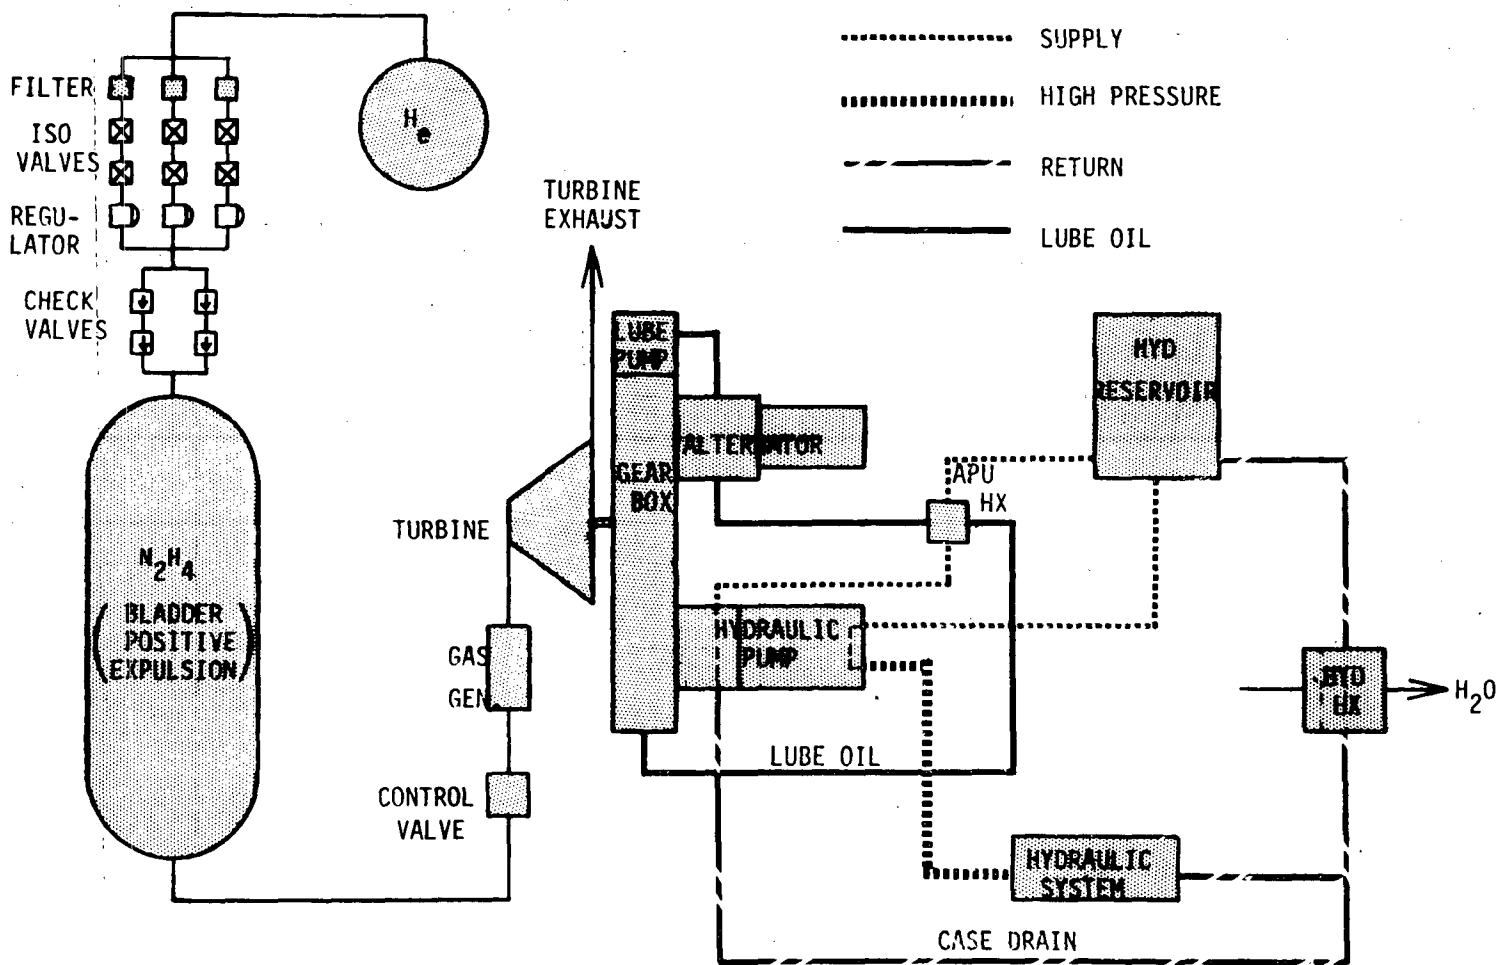 SUPPLY
HIGH PRESSURE
RETURN
LUBE OIL
FILTER
ISO
VALVES
REGU-
LATOR
CHECK
VALVES
He
TURBINE
EXHAUST
LUBE
PUMP
GEAR
BOX
ALTERNATOR
HYD
RESERVOIR
APU
HX
TURBINE
N2H4
(BLADDER
POSITIVE
EXPULSION)
GAS
GEN
HYDRAULIC
PUMP
HYD
HX
H2O
LUBE OIL
CONTROL
VALVE
HYDRAULIC
SYSTEM
CASE DRAIN